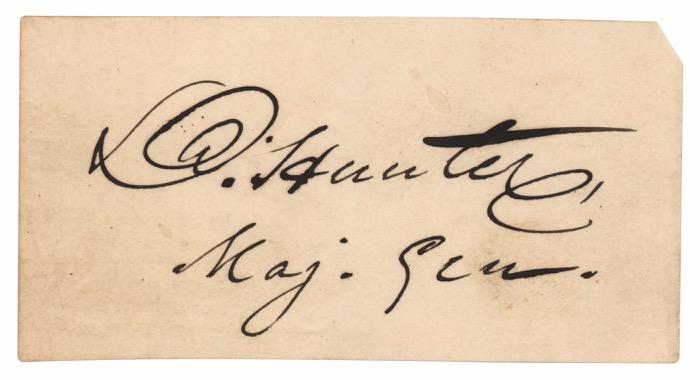 D. Hunter,
Maj. Gen.